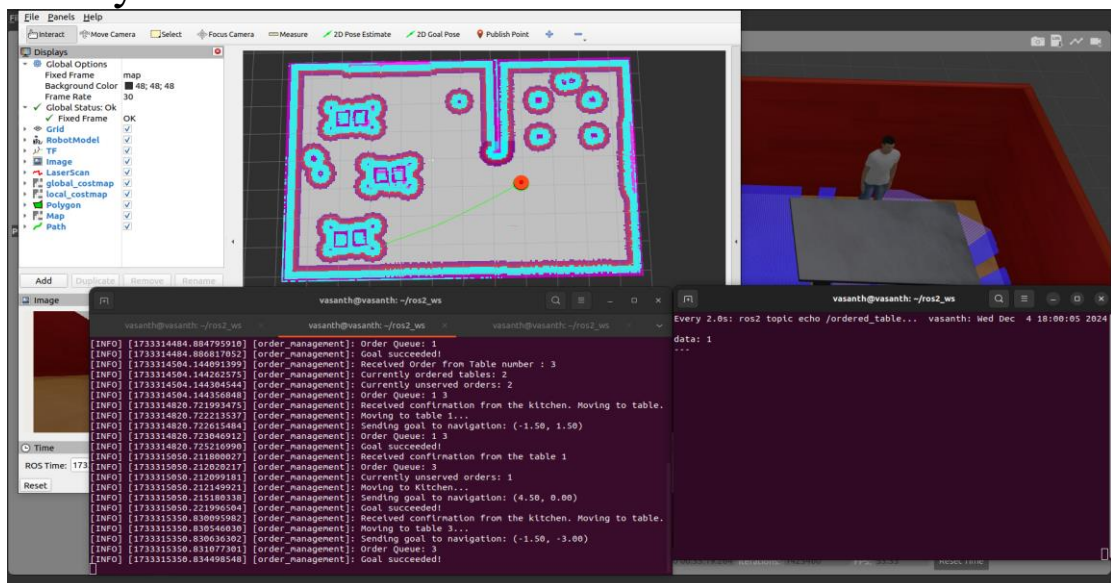 File Panels Help
Interact Move Camera Select Focus Camera Measure 2D Pose Estimate 2D Goal Pose Publish Point
Displays
Global Options
Fixed Frame map
Background Color 48; 48; 48
Frame Rate 30
Global Status: Ok
Fixed Frame OK
Grid
RobotModel
TF
Image
LaserScan
global_costmap
local_costmap
Polygon
Map
Path
Add Duplicate Remove Rename
Image
Time
ROS Time: 173
Reset
vasanth@vasanth: ~/ros2_ws
vasanth@vasanth: ~/ros2_ws vasanth@vasanth: ~/ros2_ws vasanth@vasanth: ~/ros2_ws
[INFO] [1733314484.884795910] [order_management]: Order Queue: 1
[INFO] [1733314484.886817052] [order_management]: Goal succeeded!
[INFO] [1733314504.144091399] [order_management]: Received Order from Table number : 3
[INFO] [1733314504.144262575] [order_management]: Currently ordered tables: 2
[INFO] [1733314504.144304544] [order_management]: Currently unserved orders: 2
[INFO] [1733314504.144356848] [order_management]: Order Queue: 1 3
[INFO] [1733314820.721993475] [order_management]: Received confirmation from the kitchen. Moving to table.
[INFO] [1733314820.722213537] [order_management]: Moving to table 1...
[INFO] [1733314820.722615484] [order_management]: Sending goal to navigation: (-1.50, 1.50)
[INFO] [1733314820.723046912] [order_management]: Order Queue: 1 3
[INFO] [1733314820.725216990] [order_management]: Goal succeeded!
[INFO] [1733315050.211800027] [order_management]: Received confirmation from the table 1
[INFO] [1733315050.212020217] [order_management]: Order Queue: 3
[INFO] [1733315050.212099181] [order_management]: Currently unserved orders: 1
[INFO] [1733315050.212149921] [order_management]: Moving to Kitchen...
[INFO] [1733315050.215180338] [order_management]: Sending goal to navigation: (4.50, 0.00)
[INFO] [1733315050.221996504] [order_management]: Goal succeeded!
[INFO] [1733315350.830095982] [order_management]: Received confirmation from the kitchen. Moving to table.
[INFO] [1733315350.830546030] [order_management]: Moving to table 3...
[INFO] [1733315350.830636302] [order_management]: Sending goal to navigation: (-1.50, -3.00)
[INFO] [1733315350.831077301] [order_management]: Order Queue: 3
[INFO] [1733315350.834498548] [order_management]: Goal succeeded!
vasanth@vasanth: ~/ros2_ws
Every 2.0s: ros2 topic echo /ordered_table... vasanth: Wed Dec 4 18:00:05 2024
data: 1
---